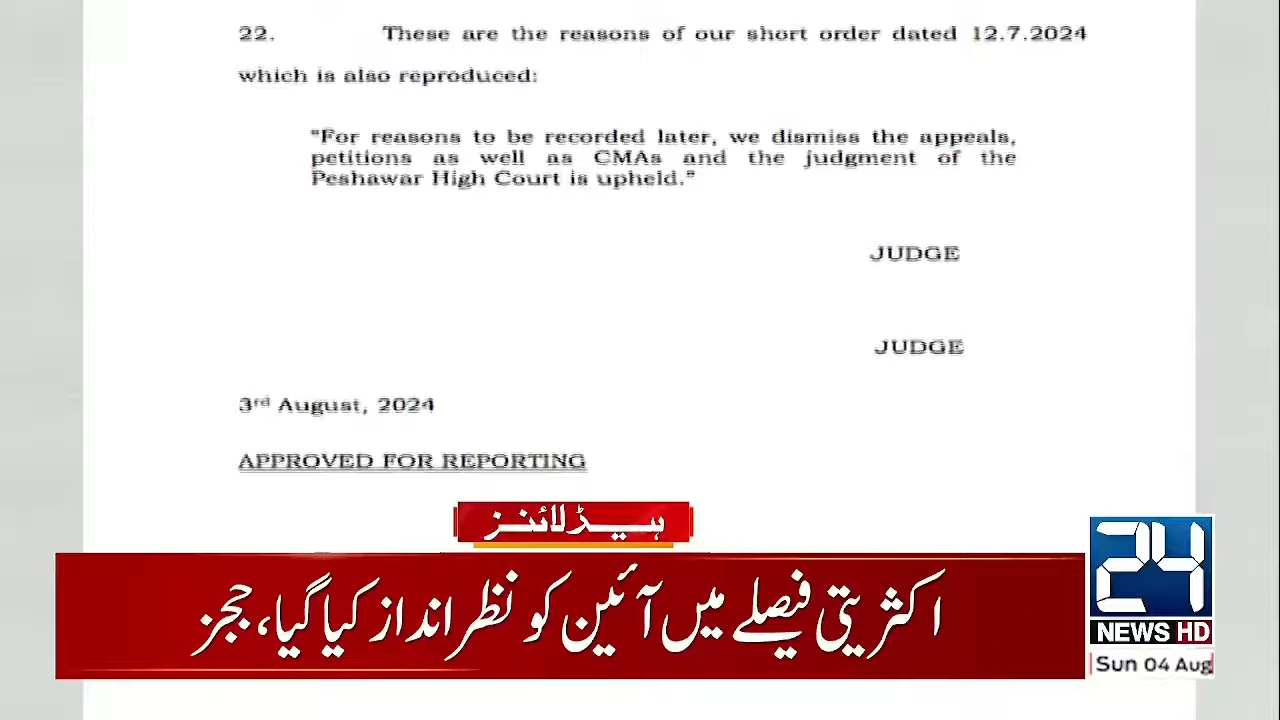 22. These are the reasons of our short order dated 12.7.2024
which is also reproduced:
"For reasons to be recorded later, we dismiss the appeals,
petitions as well as CMAs and the judgment of the
Peshawar High Court is upheld."
JUDGE
JUDGE
3rd August, 2024
APPROVED FOR REPORTING
ہیڈلائنز
اکثریتی فیصلے میں آئین کو نظر انداز کیا گیا، ججز
24
NEWS HD
Sun 04 Aug